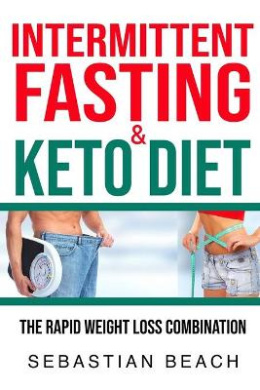 INTERMITTENT
FASTING
&
KETO DIET
THE RAPID WEIGHT LOSS COMBINATION
SEBASTIAN BEACH